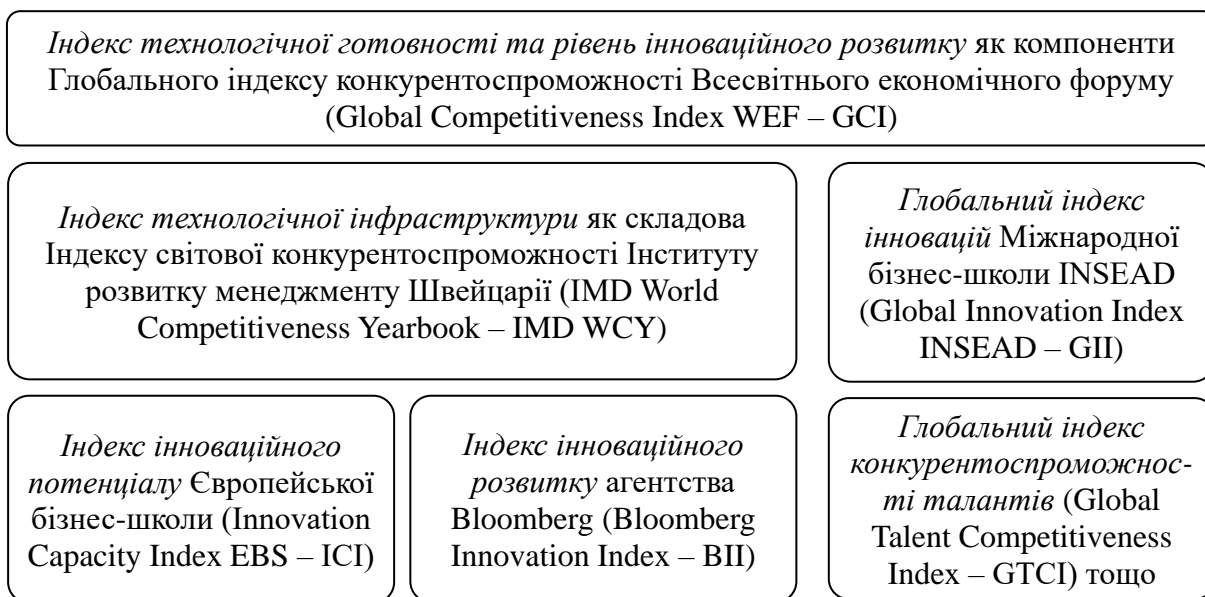 Індекс технологічної готовності та рівень інноваційного розвитку як компоненти
Глобального індексу конкурентоспроможності Всесвітнього економічного форуму
(Global Competitiveness Index WEF – GCI)
Індекс технологічної інфраструктури як складова
Індексу світової конкурентоспроможності Інституту
розвитку менеджменту Швейцарії (IMD World
Competitiveness Yearbook – IMD WCY)
Глобальний індекс
інновацій Міжнародної
бізнес-школи INSEAD
(Global Innovation Index
INSEAD – GII)
Індекс інноваційного
потенціалу Європейської
бізнес-школи (Innovation
Capacity Index EBS – ICI)
Індекс інноваційного
розвитку агентства
Bloomberg (Bloomberg
Innovation Index – BII)
Глобальний індекс
конкурентоспроможнос-
ті талантів (Global
Talent Competitiveness
Index – GTCI) тощо